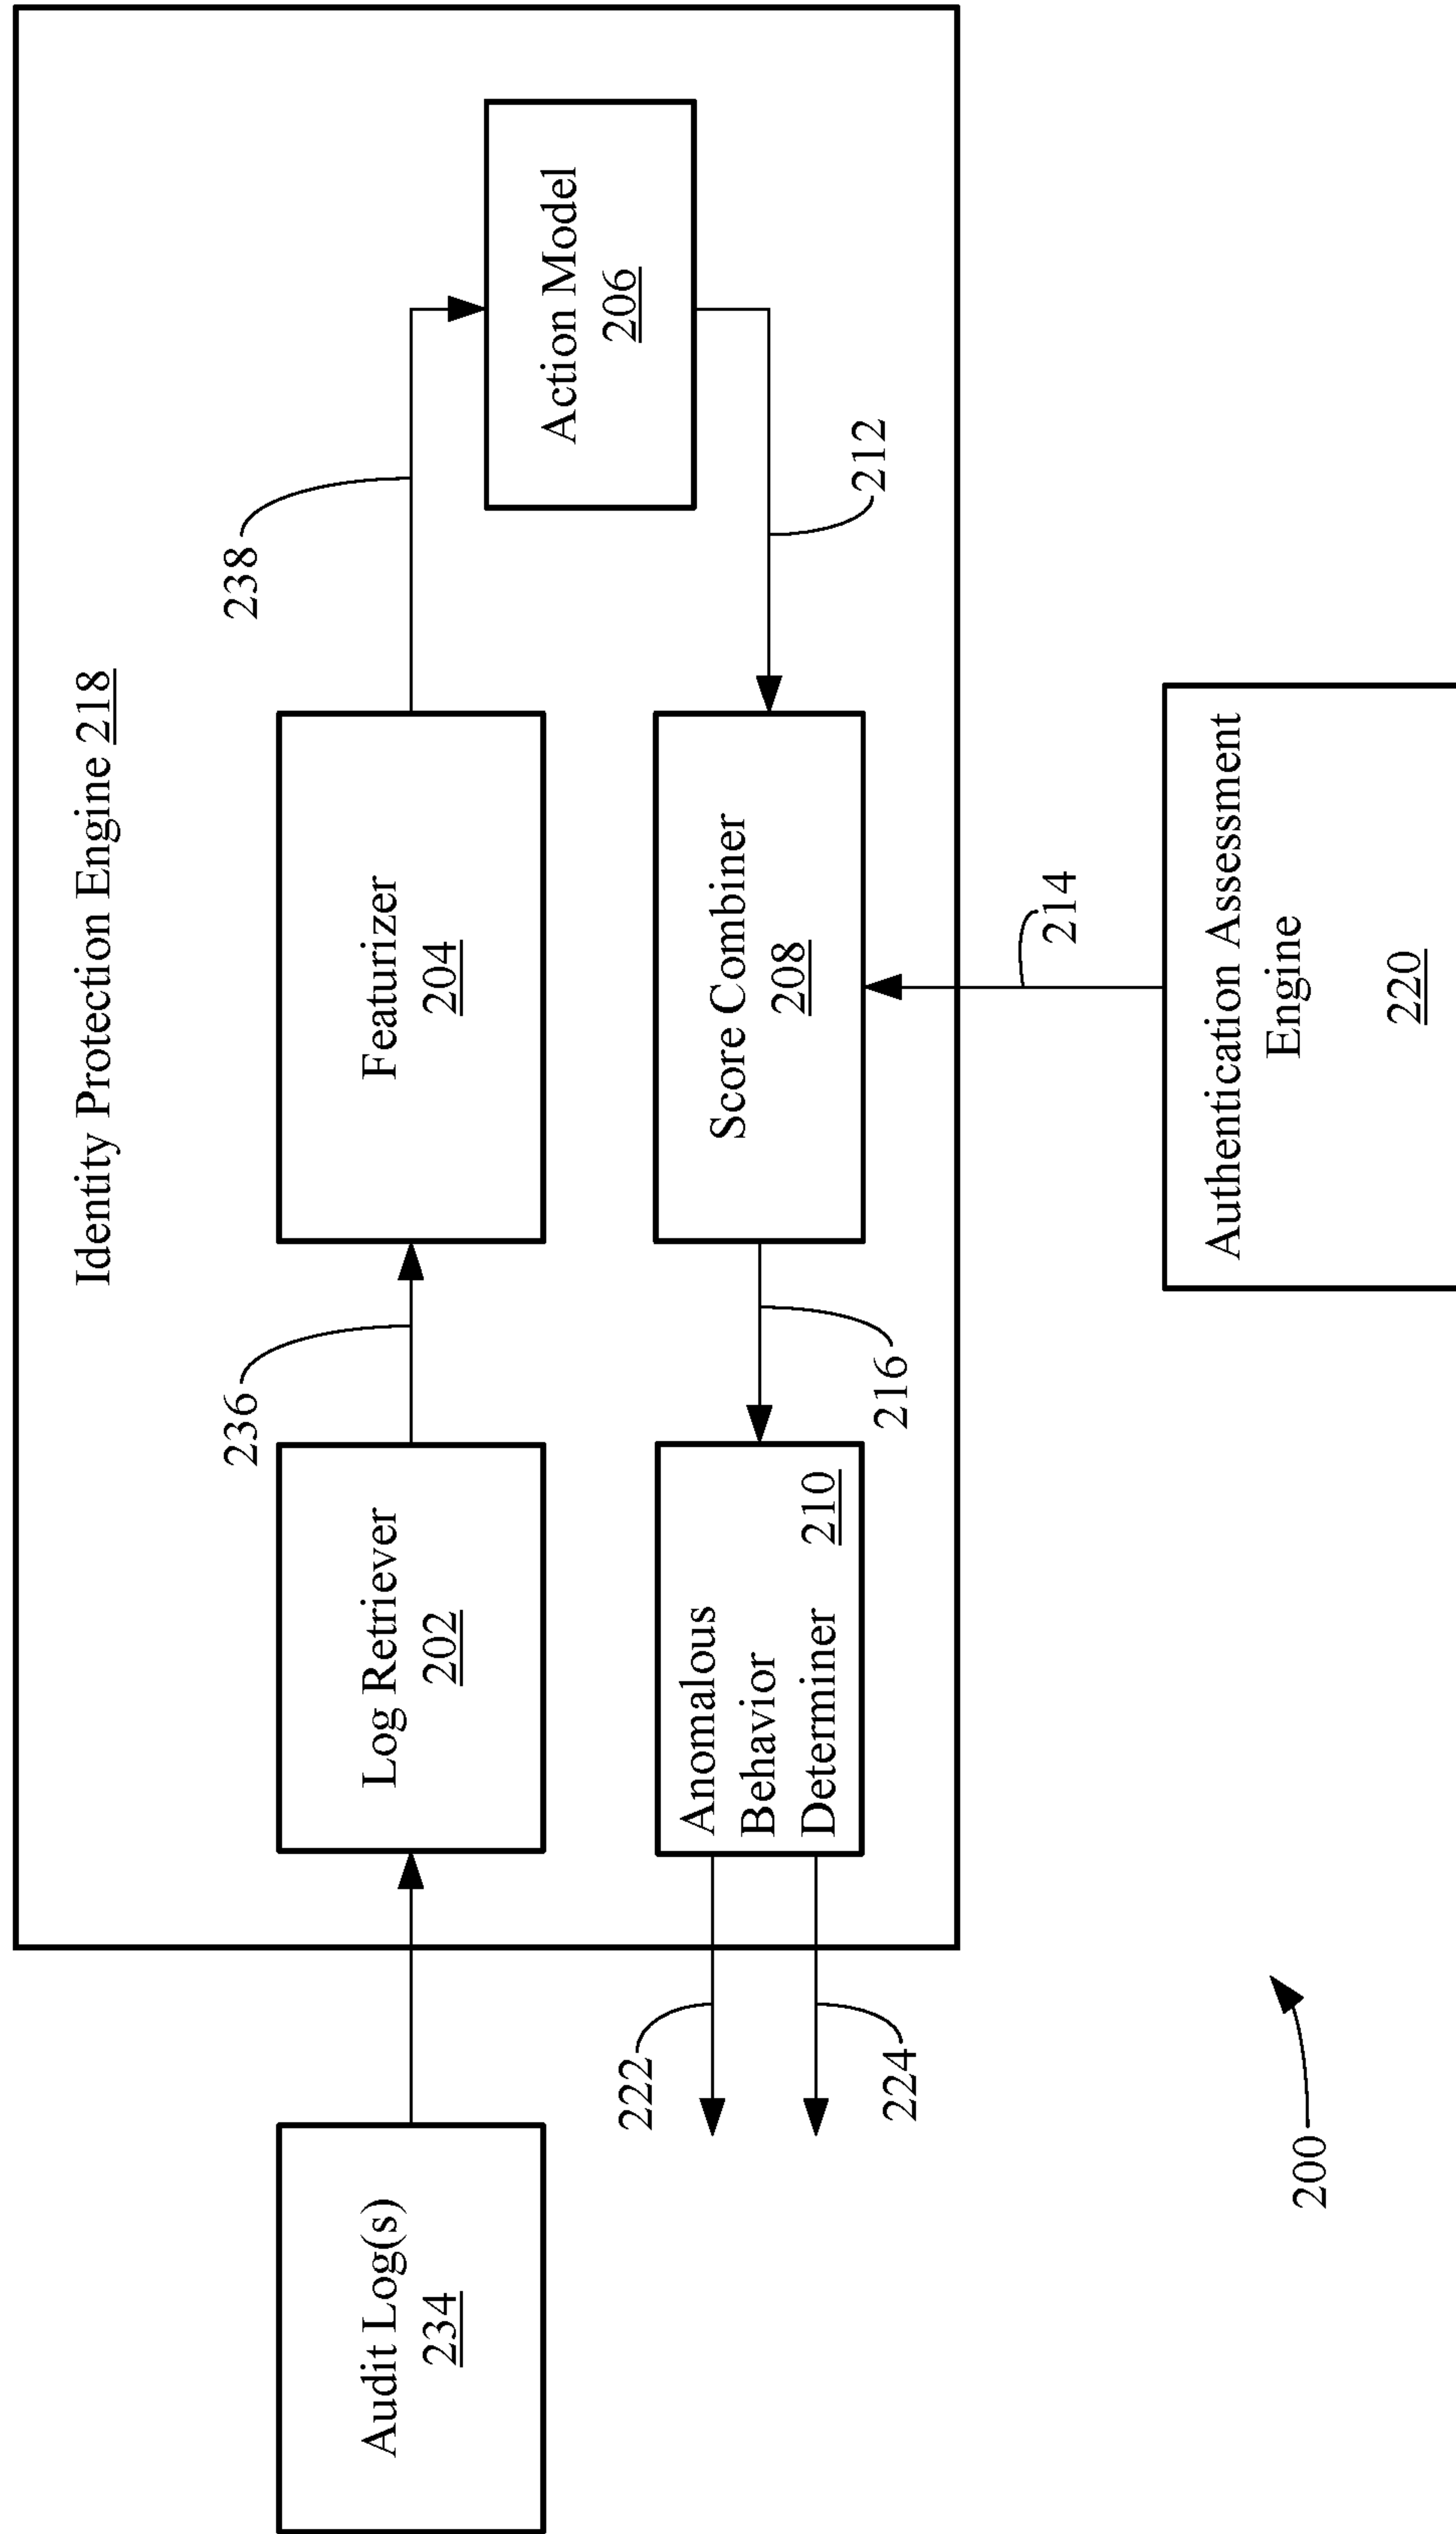 Identity Protection Engine 218
238
236
Audit Log(s)
234
Log Retriever
202
Featurizer
204
Action Model
206
212
222
224
Anomalous
Behavior
Determiner
210
216
Score Combiner
208
214
Authentication Assessment
Engine
220
200